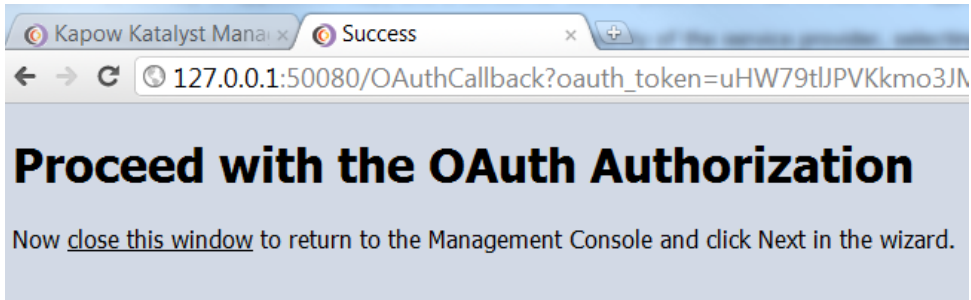 Kapow Katalyst Mana
Success
127.0.0.1:50080/OAuthCallback?oauth_token=uHW79tlJPVKkmo3JM
Proceed with the OAuth Authorization
Now close this window to return to the Management Console and click Next in the wizard.